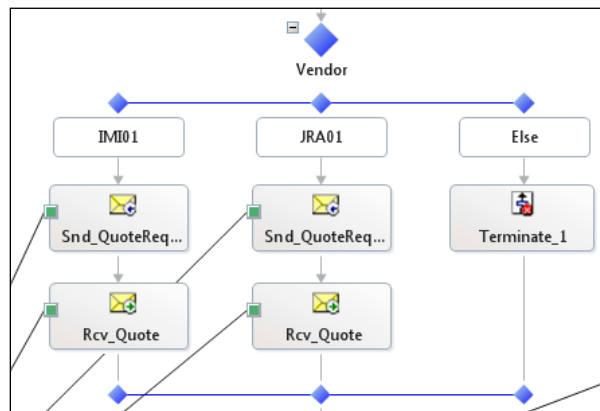 Vendor
IMI01
JRA01
Else
Snd_QuoteReq...
Snd_QuoteReq...
Terminate_1
Rcv_Quote
Rcv_Quote